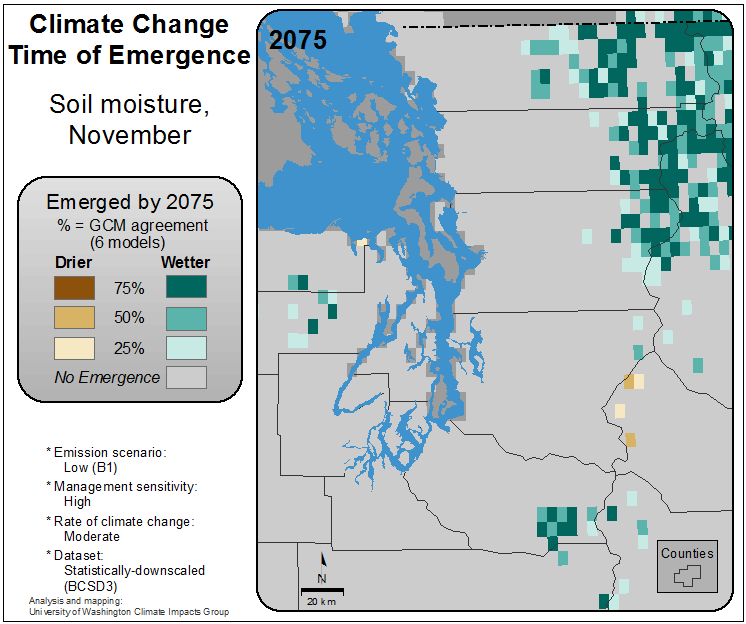 Climate Change
Time of Emergence
Soil moisture,
November
Emerged by 2075
% = GCM agreement
(6 models)
Drier Wetter
75%
50%
25%
No Emergence
* Emission scenario:
Low (B1)
* Management sensitivity:
High
* Rate of climate change:
Moderate
* Dataset:
Statistically-downscaled
(BCSD3)
Analysis and mapping:
University of Washington Climate Impacts Group
2075
N
20 km
Counties